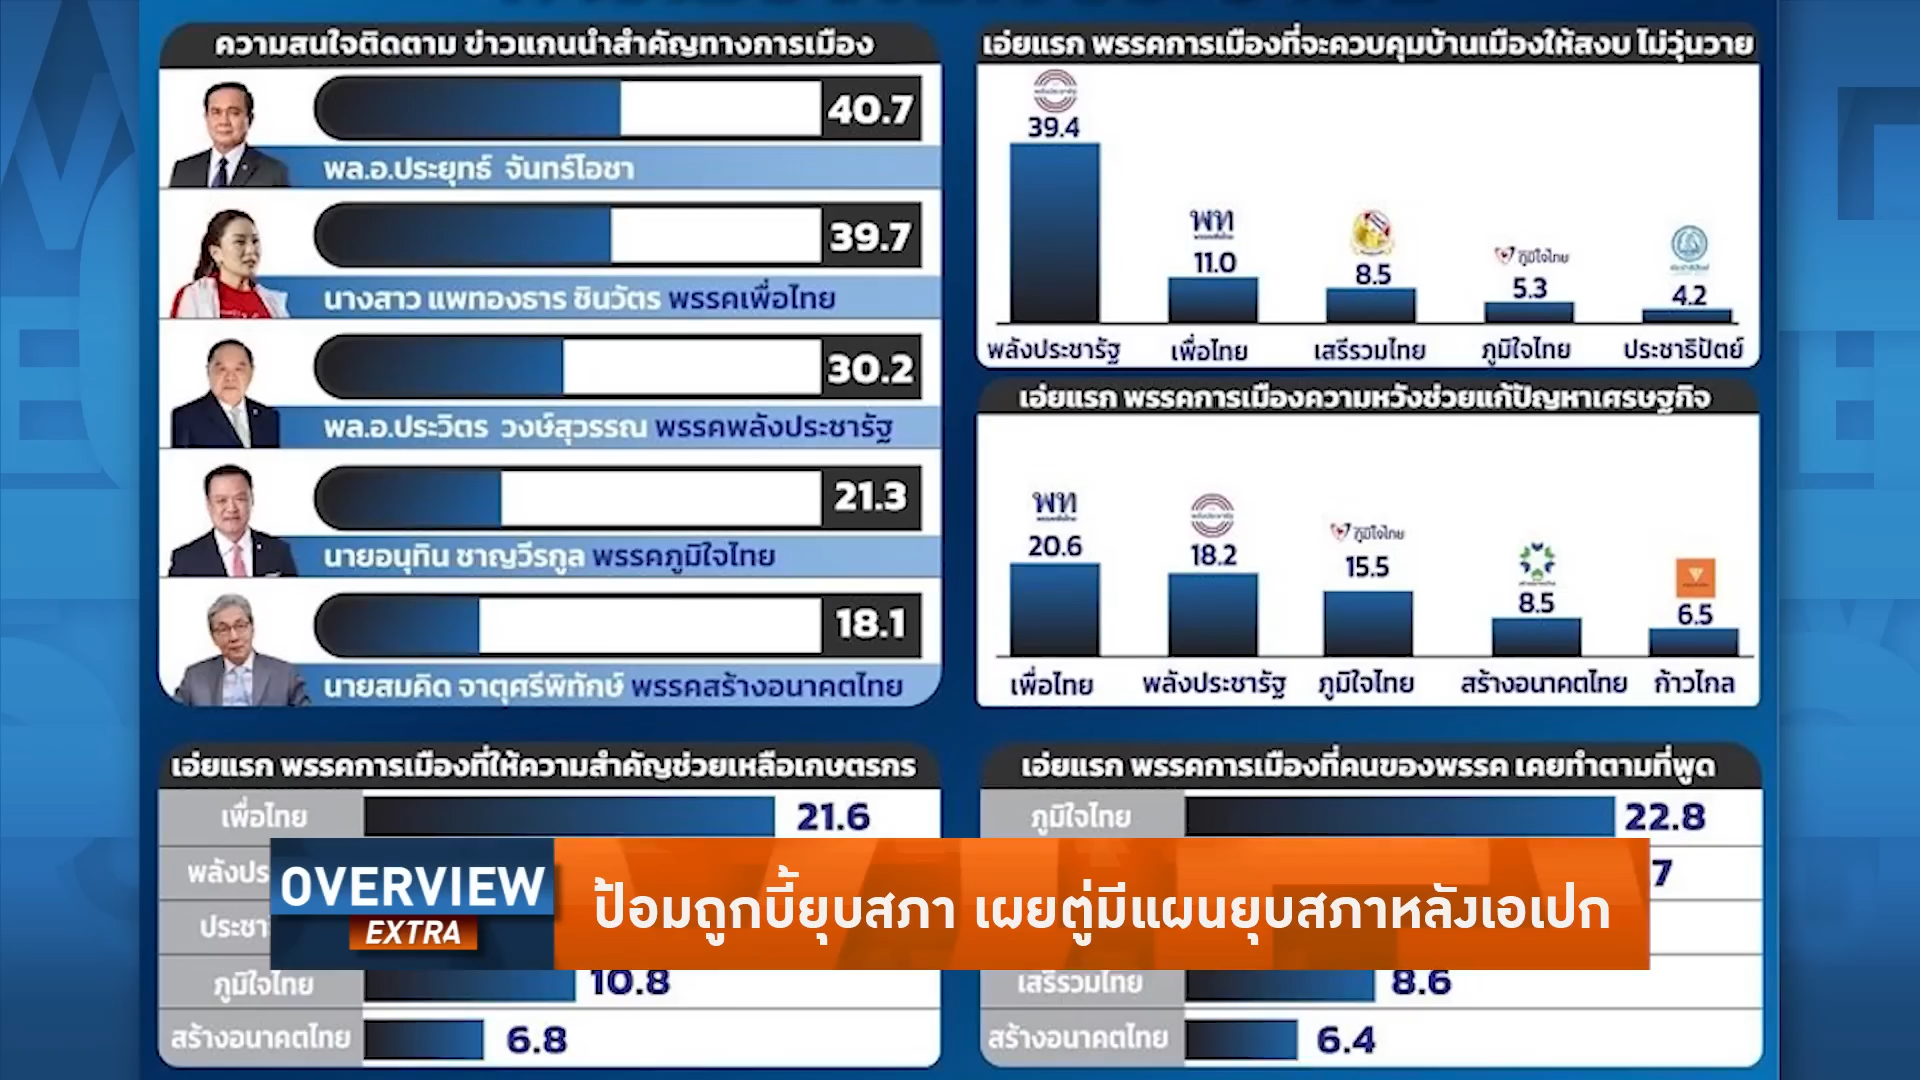 ความสนใจติดตาม ข่าวแกนนำสำคัญทางการเมือง
40.7
พล.อ.ประยุทธ์ จันทร์โอชา
39.7
นางสาว แพทองธาร ชินวัตร พรรคเพื่อไทย
30.2
พล.อ.ประวิตร วงษ์สุวรรณ พรรคพลังประชารัฐ
21.3
นายอนุทิน ชาญวีรกูล พรรคภูมิใจไทย
18.1
นายสมคิด จาตุศรีพิทักษ์ พรรคสร้างอนาคตไทย
เอ่ยแรก พรรคการเมืองที่จะควบคุมบ้านเมืองให้สงบ ไม่วุ่นวาย
39.4
พท
11.0
8.5
ภูมิใจไทย
5.3
4.2
พลังประชารัฐ เพื่อไทย เสรีรวมไทย ภูมิใจไทย ประชาธิปัตย์
เอ่ยแรก พรรคการเมืองความหวังช่วยแก้ปัญหาเศรษฐกิจ
พท
20.6
18.2
ภูมิใจไทย
15.5
8.5
6.5
เพื่อไทย พลังประชารัฐ ภูมิใจไทย สร้างอนาคตไทย ก้าวไกล
เอ่ยแรก พรรคการเมืองที่ให้ความสำคัญช่วยเหลือเกษตรกร
เพื่อไทย 21.6
พลังปร
ประชา
ภูมิใจไทย 10.8
สร้างอนาคตไทย 6.8
เอ่ยแรก พรรคการเมืองที่คนของพรรค เคยทำตามที่พูด
ภูมิใจไทย 22.8
7
เสรีรวมไทย 8.6
สร้างอนาคตไทย 6.4
OVERVIEW
EXTRA
ป้อมถูกบี้ยุบสภา เผยตู่มีแผนยุบสภาหลังเอเปก